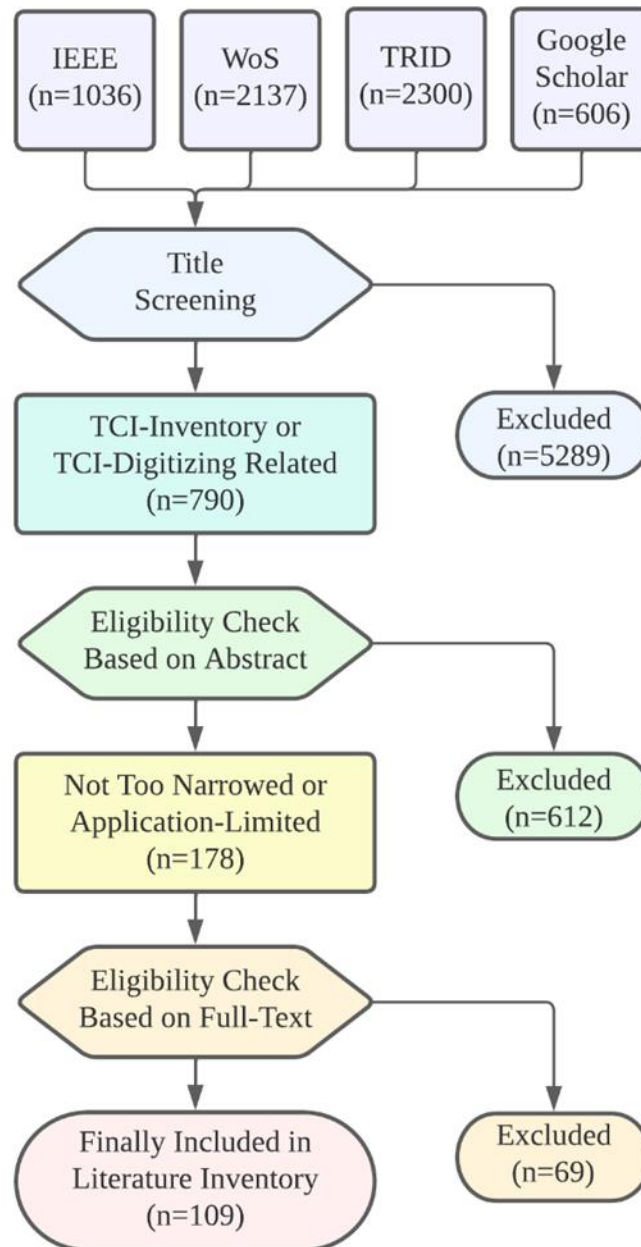 IEEE
(n=1036)
WoS
(n=2137)
TRID
(n=2300)
Google
Scholar
(n=606)
Title
Screening
TCI-Inventory or
TCI-Digitizing Related
(n=790)
Excluded
(n=5289)
Eligibility Check
Based on Abstract
Not Too Narrowed or
Application-Limited
(n=178)
Excluded
(n=612)
Eligibility Check
Based on Full-Text
Finally Included in
Literature Inventory
(n=109)
Excluded
(n=69)